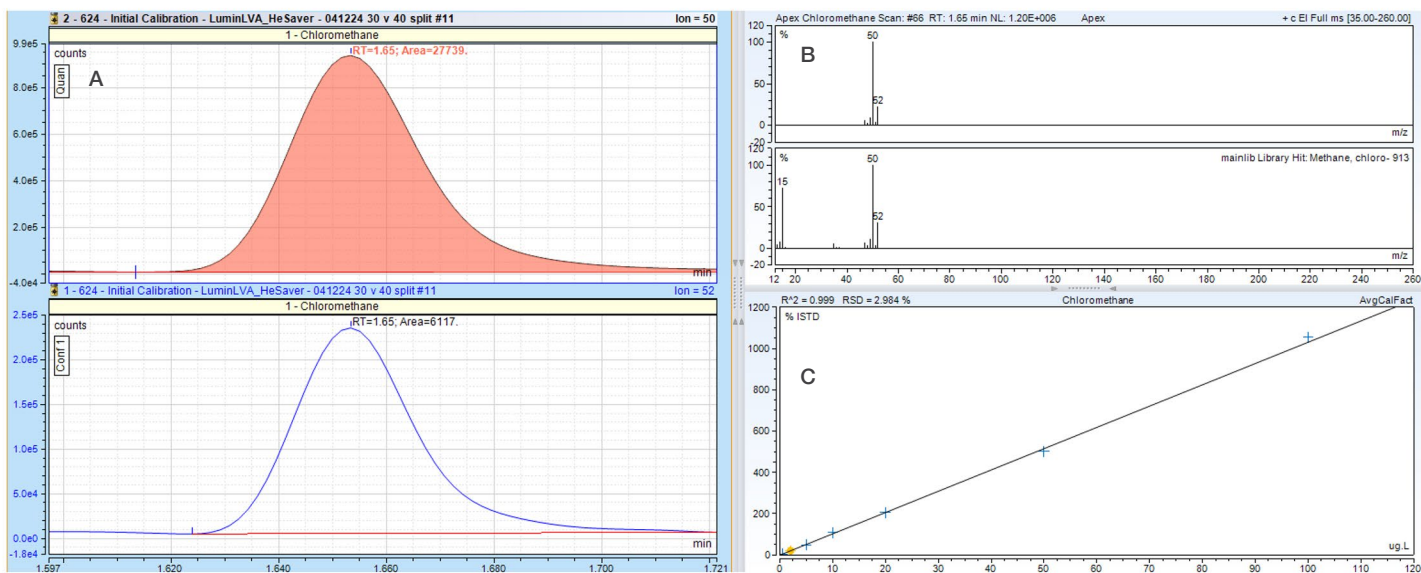 2 - 624 - Initial Calibration - LuminLVA_HeSaver - 041224 30 v 40 split #11 Ion = 50
1 - Chloromethane
9.9e5
counts
Quan
A
RT=1.65; Area=27739.
8.0e5
6.0e5
4.0e5
2.0e5
-4.0e4
min
1 - 624 - Initial Calibration - LuminLVA_HeSaver - 041224 30 v 40 split #11 Ion = 52
1 - Chloromethane
2.5e5
counts
Conf 1
RT=1.65; Area=6117.
2.0e5
1.5e5
1.0e5
5.0e4
0.0e0
-1.8e4
min
1.597 1.620 1.640 1.660 1.680 1.700 1.721
Apex Chloromethane Scan: #66 RT: 1.65 min NL: 1.20E+006 Apex + c EI Full ms [35.00-260.00]
120
%
B
50
100
50
52
0
-20
m/z
120
%
mainlib Library Hit: Methane, chloro- 913
50
100
15
50
52
0
-20
m/z
12 20 40 60 80 100 120 140 160 180 200 220 240 260
R^2 = 0.999 RSD = 2.984 % Chloromethane AvgCalFact
1200
% ISTD
1000
C
800
600
400
200
0
ug.L
0 10 20 30 40 50 60 70 80 90 100 110 120